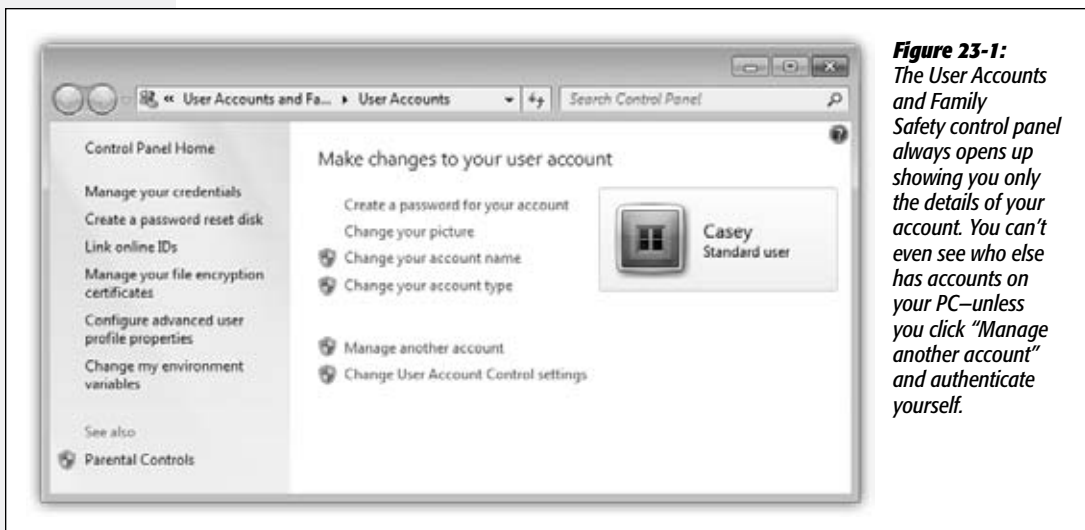 « User Accounts and Fa... ▸ User Accounts
Search Control Panel
Control Panel Home
Manage your credentials
Create a password reset disk
Link online IDs
Manage your file encryption
certificates
Configure advanced user
profile properties
Change my environment
variables
See also
Parental Controls
Make changes to your user account
Create a password for your account
Change your picture
Change your account name
Change your account type
Manage another account
Change User Account Control settings
Casey
Standard user
Figure 23-1:
The User Accounts
and Family
Safety control panel
always opens up
showing you only
the details of your
account. You can't
even see who else
has accounts on
your PC—unless
you click “Manage
another account”
and authenticate
yourself.